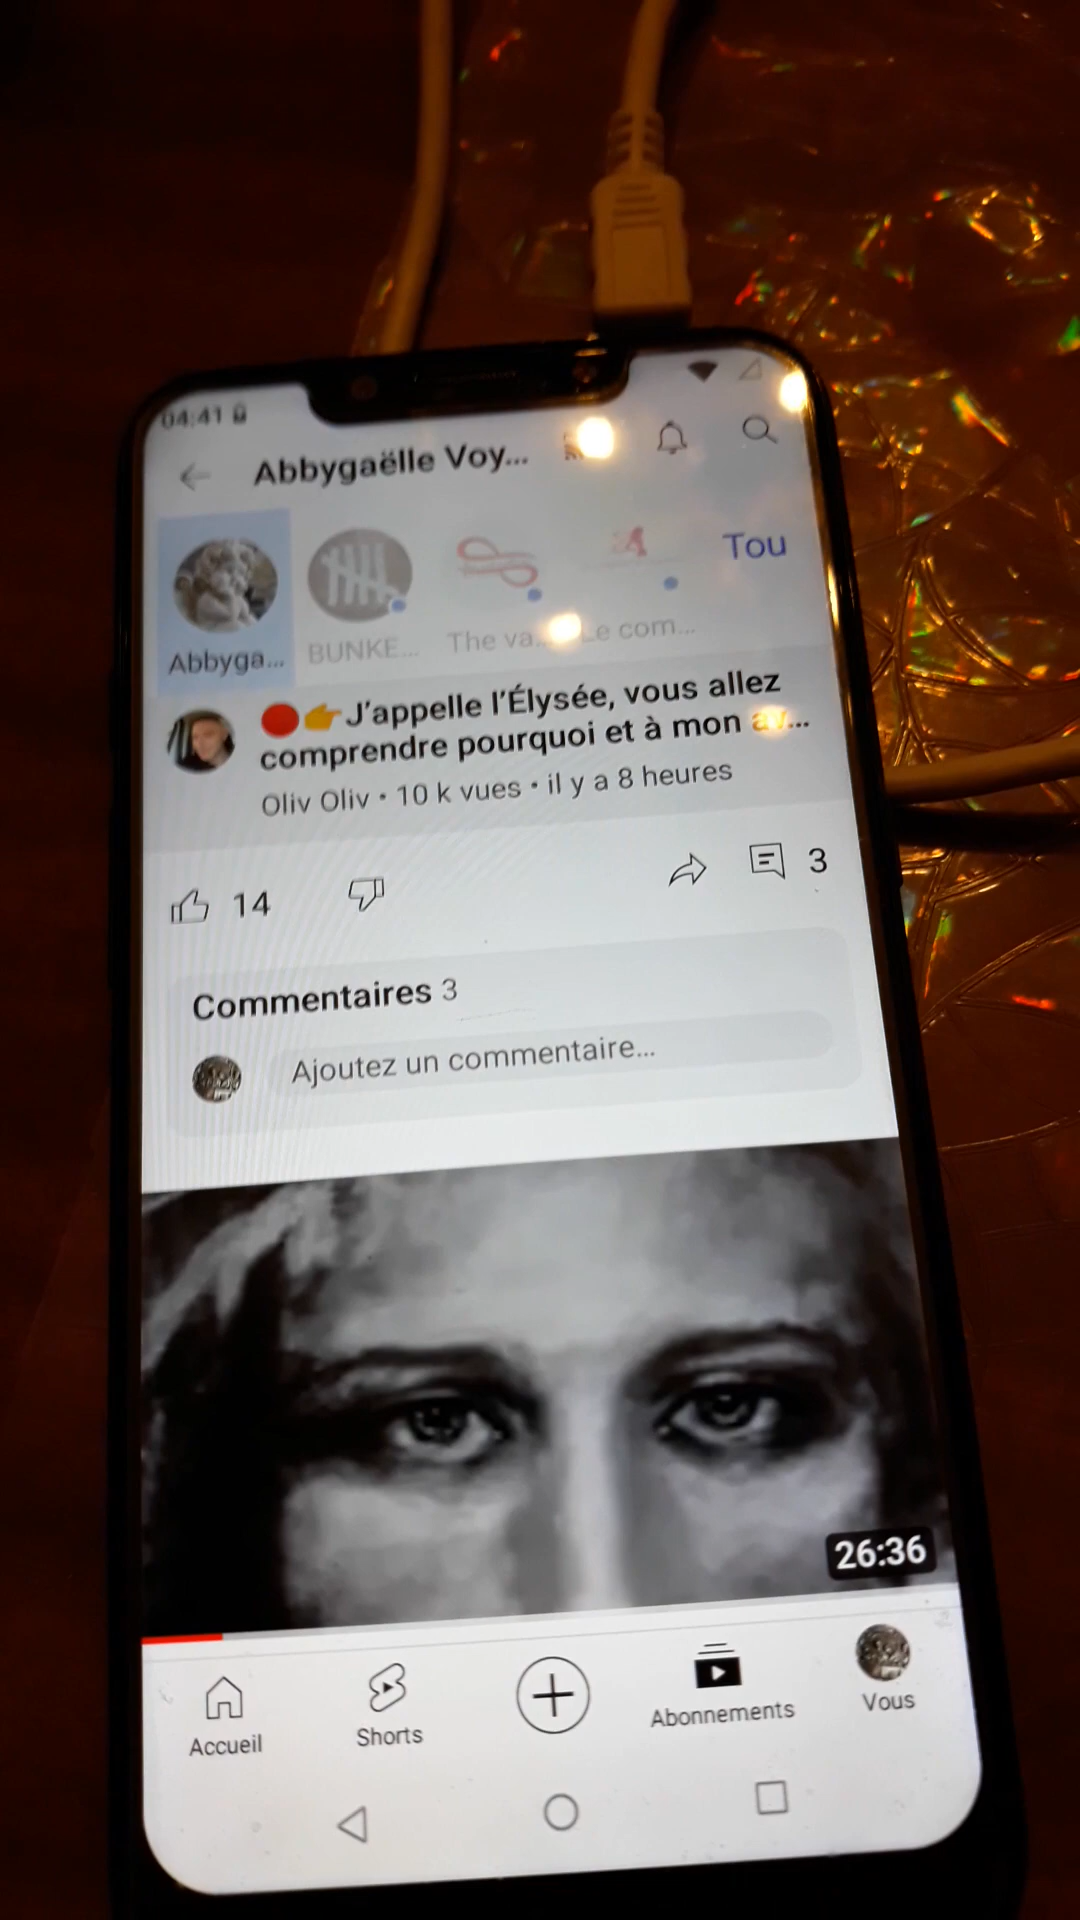 04:41
Abbygaëlle Voy...
Tou
Abbyga...
BUNKE...
The va...
Le com...
J'appelle l'Élysée, vous allez
comprendre pourquoi et à mon av...
Oliv Oliv • 10 k vues • il y a 8 heures
14
3
Commentaires 3
Ajoutez un commentaire...
26:36
Accueil
Shorts
Abonnements
Vous